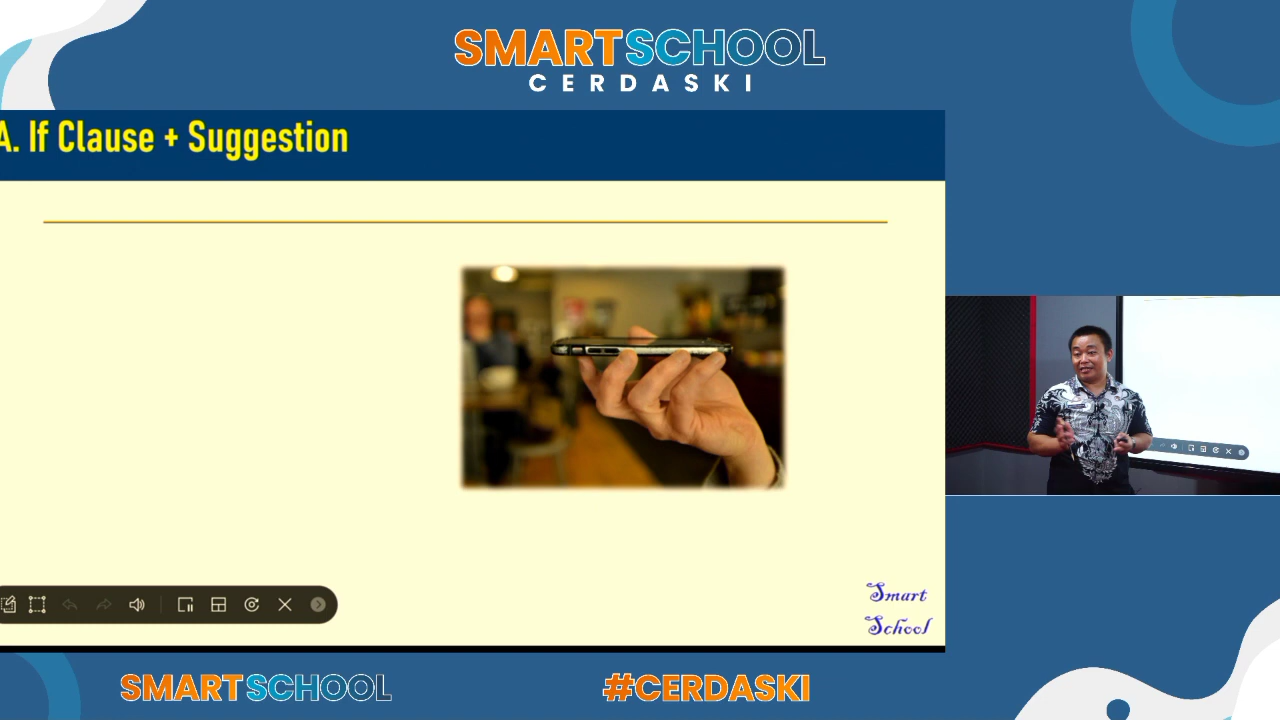 SMARTSCHOOL
CERDASKI
A. If Clause + Suggestion
Smart
School
SMARTSCHOOL
#CERDASKI